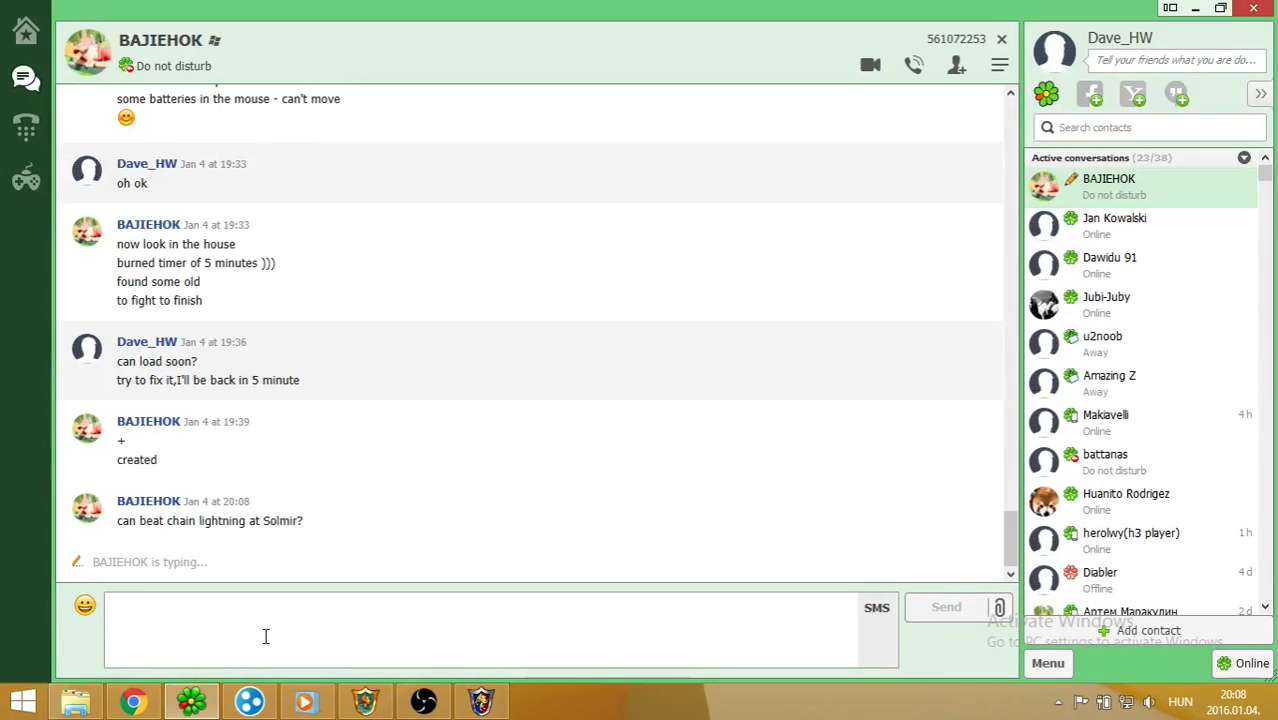 BAJIEHOK
561072253
Do not disturb
some batteries in the mouse - can't move
Dave_HW Jan 4 at 19:33
oh ok
BAJIEHOK Jan 4 at 19:33
now look in the house
burned timer of 5 minutes )))
found some old
to fight to finish
Dave_HW Jan 4 at 19:36
can load soon?
try to fix it,I'll be back in 5 minute
BAJIEHOK Jan 4 at 19:39
+
created
BAJIEHOK Jan 4 at 20:08
can beat chain lightning at Solmir?
BAJIEHOK is typing...
SMS
Send
Dave_HW
Tell your friends what you are do...
Search contacts
Active conversations (23/38)
BAJIEHOK
Do not disturb
Jan Kowalski
Online
Dawidu 91
Online
Jubi-Juby
Online
u2noob
Away
Amazing Z
Away
Makiavelli 4 h
Online
battanas
Do not disturb
Huanito Rodrigez
Online
herolwy(h3 player) 1 h
Online
Diabler 4 d
Offline
Артем Маракулин 2 d
Activate Windows
Go to PC settings to activate Windows.
Add contact
Menu
Online
HUN
20:08
2016.01.04.